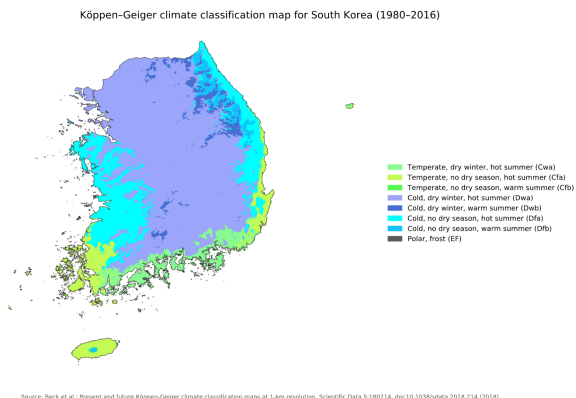 Köppen–Geiger climate classification map for South Korea (1980–2016)
Temperate, dry winter, hot summer (Cwa)
Temperate, no dry season, hot summer (Cfa)
Temperate, no dry season, warm summer (Cfb)
Cold, dry winter, hot summer (Dwa)
Cold, dry winter, warm summer (Dwb)
Cold, no dry season, hot summer (Dfa)
Cold, no dry season, warm summer (Dfb)
Polar, frost (EF)
Source: Beck et al.: Present and future Köppen-Geiger climate classification maps at 1-km resolution, Scientific Data 5:180214, doi:10.1038/sdata.2018.214 (2018)